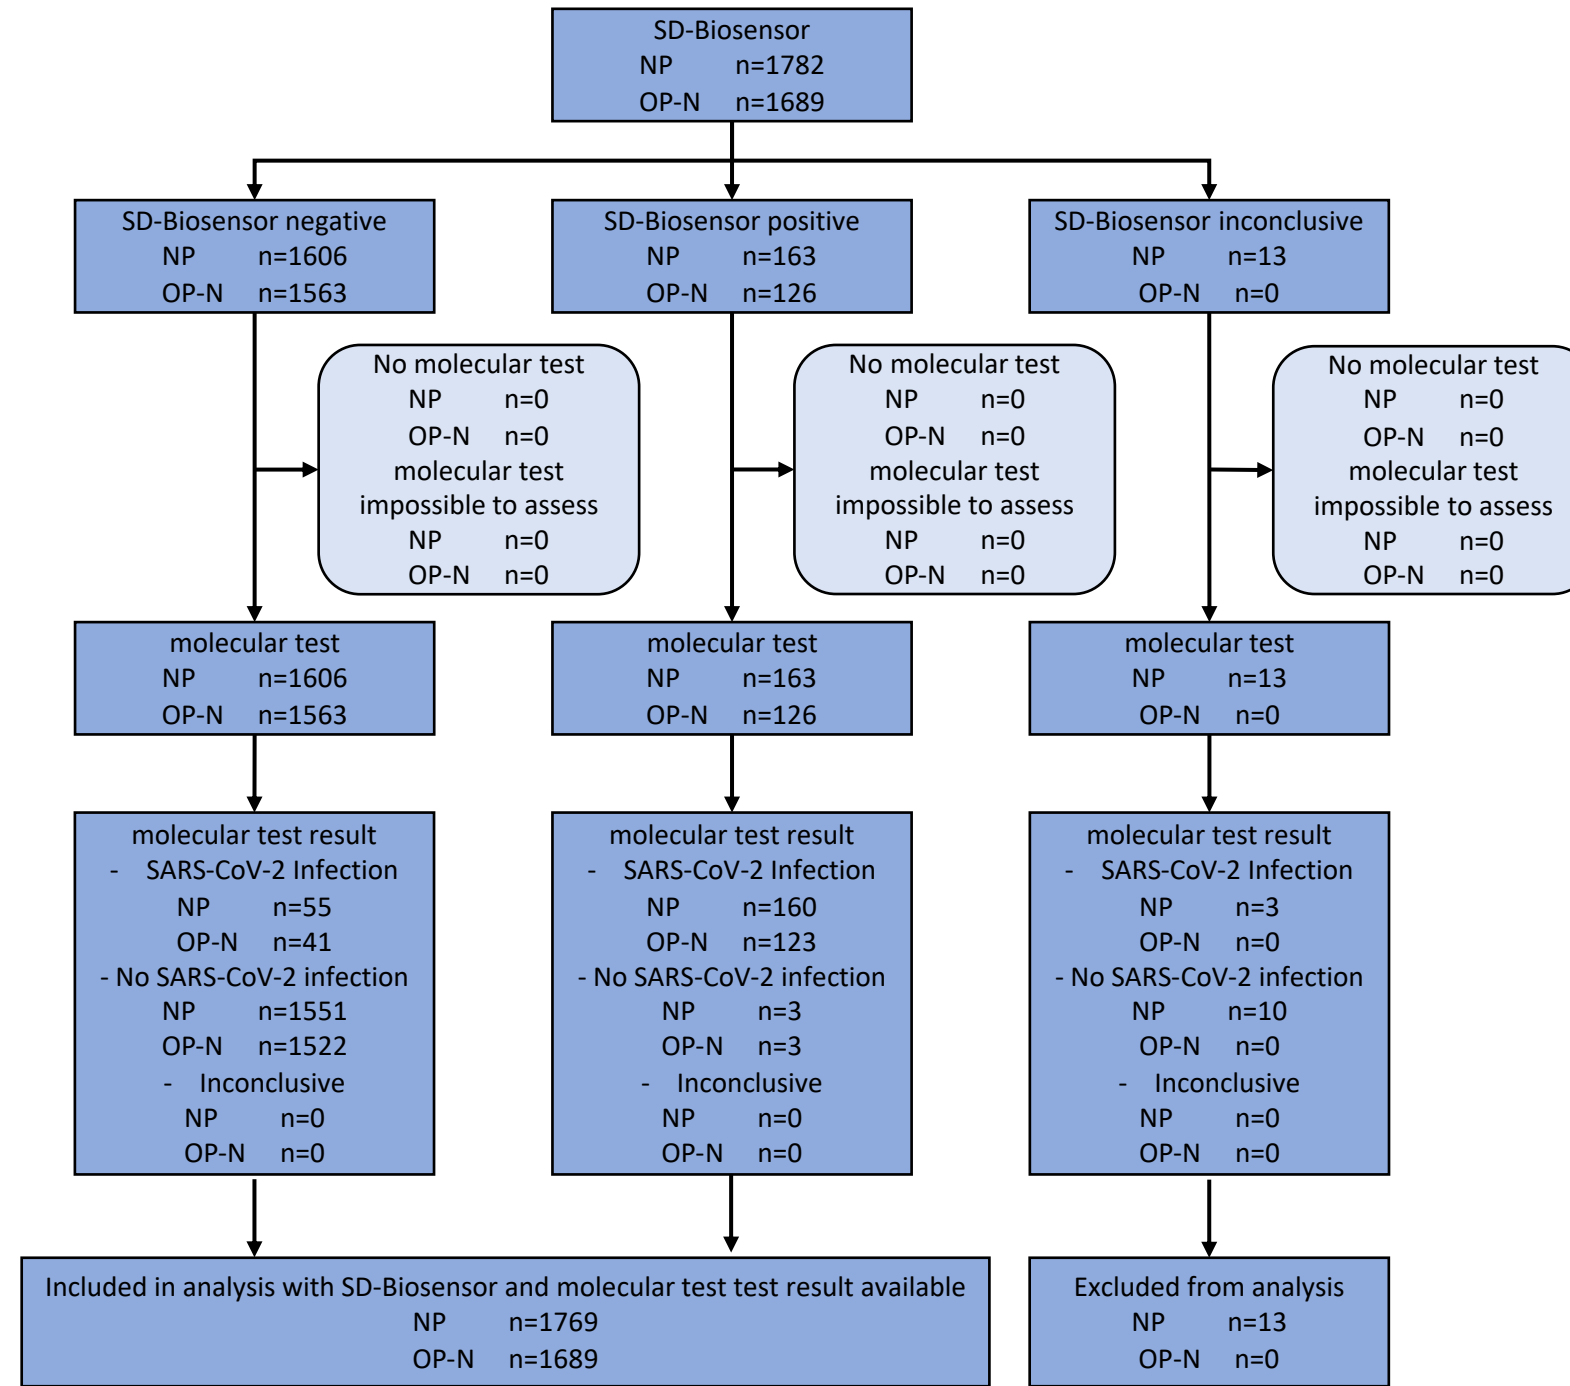 SD-Biosensor
NP n=1782
OP-N n=1689
SD-Biosensor negative
NP n=1606
OP-N n=1563
SD-Biosensor positive
NP n=163
OP-N n=126
SD-Biosensor inconclusive
NP n=13
OP-N n=0
No molecular test
NP n=0
OP-N n=0
molecular test
impossible to assess
NP n=0
OP-N n=0
No molecular test
NP n=0
OP-N n=0
molecular test
impossible to assess
NP n=0
OP-N n=0
No molecular test
NP n=0
OP-N n=0
molecular test
impossible to assess
NP n=0
OP-N n=0
molecular test
NP n=1606
OP-N n=1563
molecular test
NP n=163
OP-N n=126
molecular test
NP n=13
OP-N n=0
molecular test result
- SARS-CoV-2 Infection
NP n=55
OP-N n=41
- No SARS-CoV-2 infection
NP n=1551
OP-N n=1522
- Inconclusive
NP n=0
OP-N n=0
molecular test result
- SARS-CoV-2 Infection
NP n=160
OP-N n=123
- No SARS-CoV-2 infection
NP n=3
OP-N n=3
- Inconclusive
NP n=0
OP-N n=0
molecular test result
- SARS-CoV-2 Infection
NP n=3
OP-N n=0
- No SARS-CoV-2 infection
NP n=10
OP-N n=0
- Inconclusive
NP n=0
OP-N n=0
Included in analysis with SD-Biosensor and molecular test test result available
NP n=1769
OP-N n=1689
Excluded from analysis
NP n=13
OP-N n=0